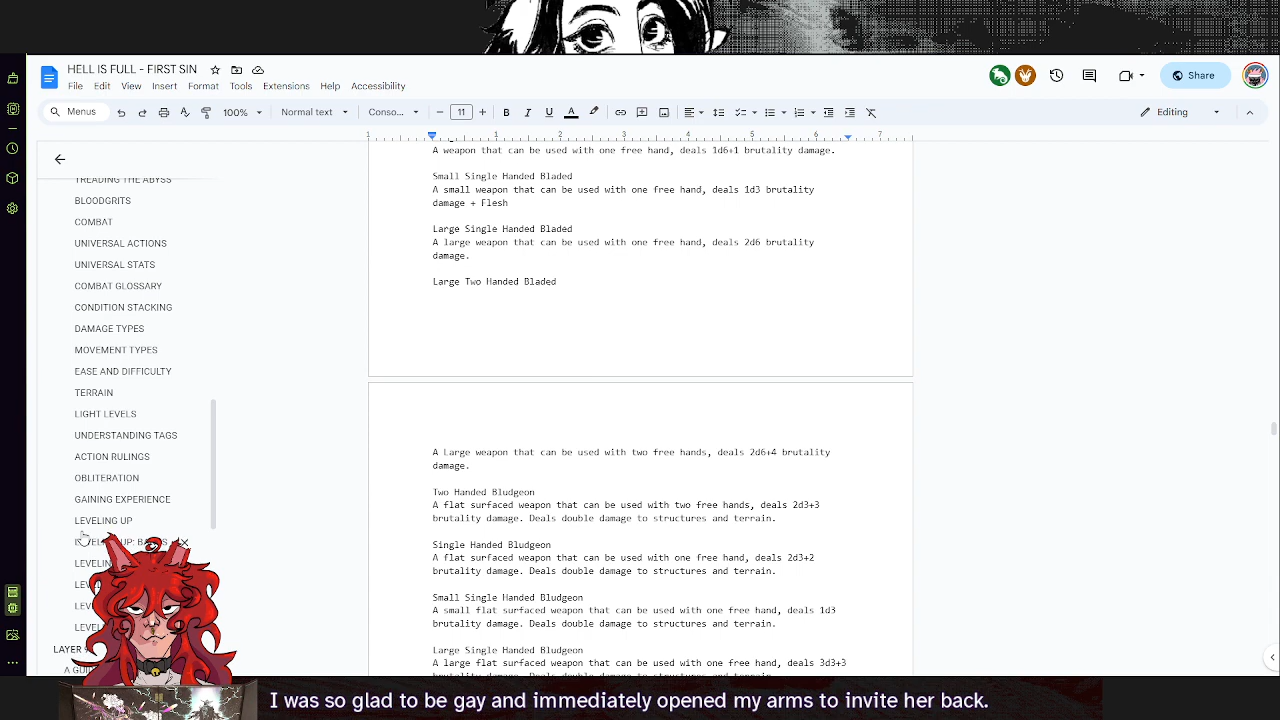 HELL IS FULL - FIRST SIN
File Edit View Insert Format Tools Extensions Help Accessibility
Share
Menus
100%
Normal text
Conso...
11
Editing
1 1 2 3 4 5 6 7
TREADING THE ABYSS
BLOODGRITS
COMBAT
UNIVERSAL ACTIONS
UNIVERSAL STATS
COMBAT GLOSSARY
CONDITION STACKING
DAMAGE TYPES
MOVEMENT TYPES
EASE AND DIFFICULTY
TERRAIN
LIGHT LEVELS
UNDERSTANDING TAGS
ACTION RULINGS
OBLITERATION
GAINING EXPERIENCE
LEVELING UP
A weapon that can be used with one free hand, deals 1d6+1 brutality damage.
Small Single Handed Bladed
A small weapon that can be used with one free hand, deals 1d3 brutality
damage + Flesh
Large Single Handed Bladed
A large weapon that can be used with one free hand, deals 2d6 brutality
damage.
Large Two Handed Bladed
A Large weapon that can be used with two free hands, deals 2d6+4 brutality
damage.
Two Handed Bludgeon
A flat surfaced weapon that can be used with two free hands, deals 2d3+3
brutality damage. Deals double damage to structures and terrain.
Single Handed Bludgeon
A flat surfaced weapon that can be used with one free hand, deals 2d3+2
brutality damage. Deals double damage to structures and terrain.
Small Single Handed Bludgeon
A small flat surfaced weapon that can be used with one free hand, deals 1d3
brutality damage. Deals double damage to structures and terrain.
Large Single Handed Bludgeon
A large flat surfaced weapon that can be used with one free hand, deals 3d3+3
I was so glad to be gay and immediately opened my arms to invite her back.